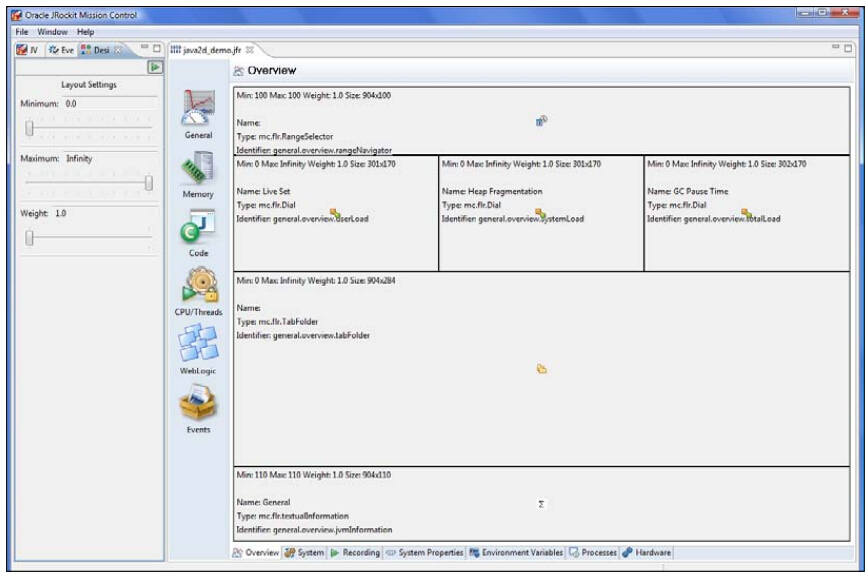 Oracle JRockit Mission Control
File Window Help
JV Eve Desi
java2d_demo.jfr
Layout Settings
Minimum: 0.0
Maximum: Infinity
Weight: 1.0
General
Memory
Code
CPU/Threads
WebLogic
Events
Overview
Min: 100 Max: 100 Weight: 1.0 Size: 904x100
Name:
Type: mc.flr.RangeSelector
Identifier: general.overview.rangeNavigator
Min: 0 Max: Infinity Weight: 1.0 Size: 301x170
Name: Live Set
Type: mc.flr.Dial
Identifier: general.overview.userLoad
Min: 0 Max: Infinity Weight: 1.0 Size: 301x170
Name: Heap Fragmentation
Type: mc.flr.Dial
Identifier: general.overview.systemLoad
Min: 0 Max: Infinity Weight: 1.0 Size: 302x170
Name: GC Pause Time
Type: mc.flr.Dial
Identifier: general.overview.totalLoad
Min: 0 Max: Infinity Weight: 1.0 Size: 904x284
Name:
Type: mc.flr.TabFolder
Identifier: general.overview.tabFolder
Min: 110 Max: 110 Weight: 1.0 Size: 904x110
Name: General
Type: mc.flr.textualInformation
Identifier: general.overview.jvmInformation
Σ
Overview System Recording System Properties Environment Variables Processes Hardware